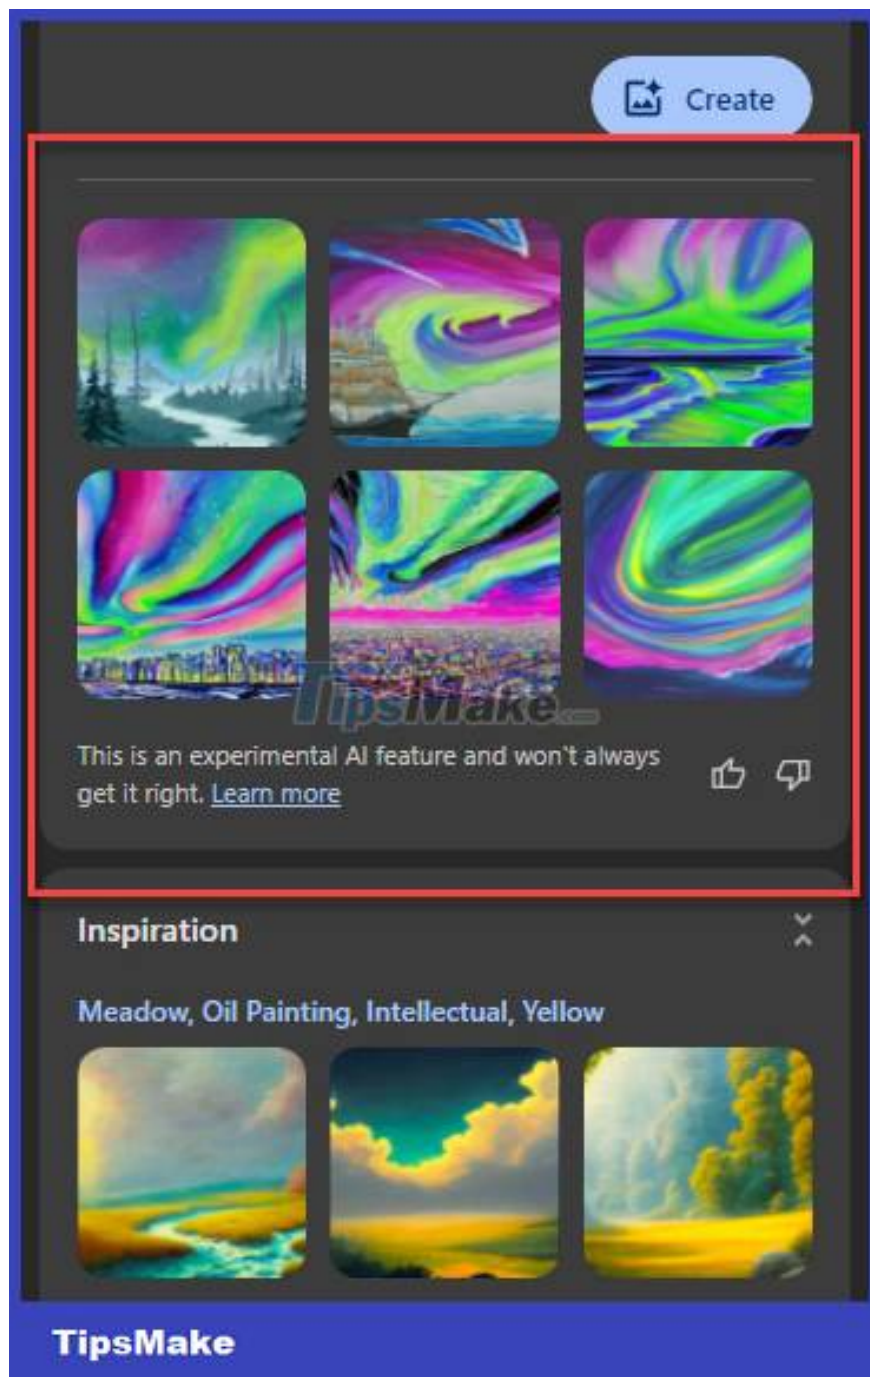 Create
TipsMake.com
This is an experimental AI feature and won't always
get it right. Learn more
Inspiration
Meadow, Oil Painting, Intellectual, Yellow
TipsMake